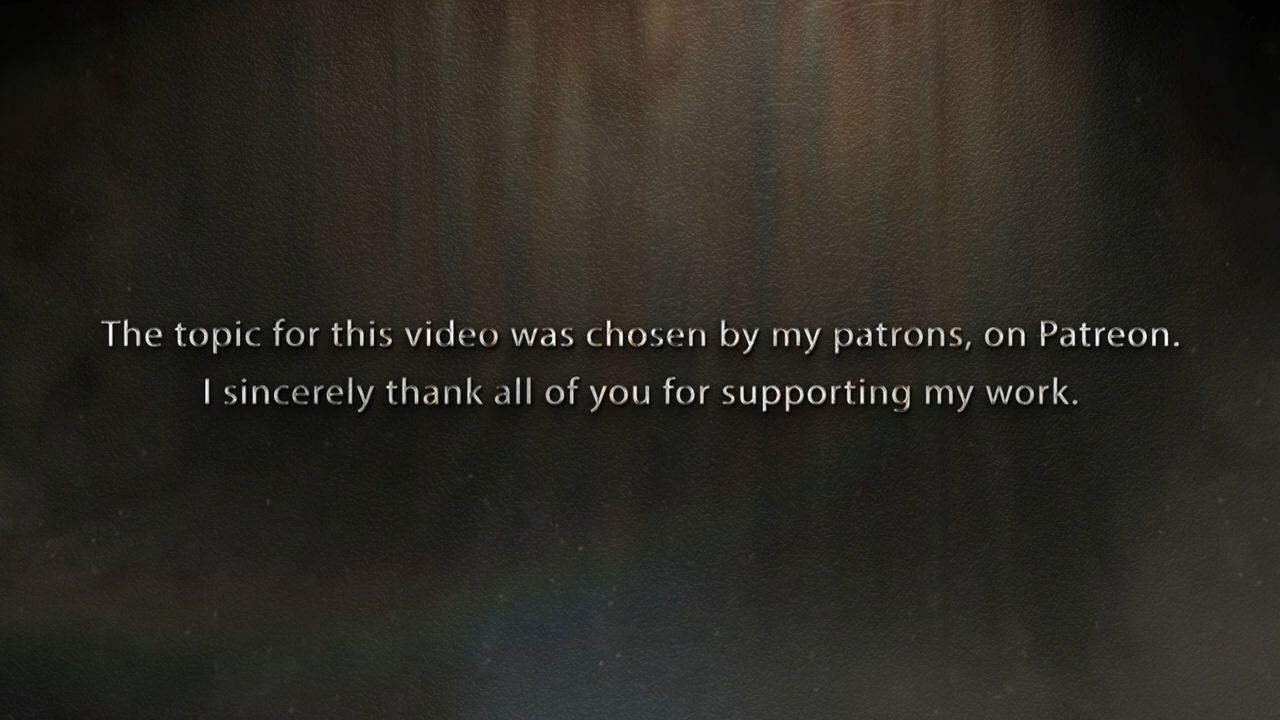 The topic for this video was chosen by my patrons, on Patreon.
I sincerely thank all of you for supporting my work.